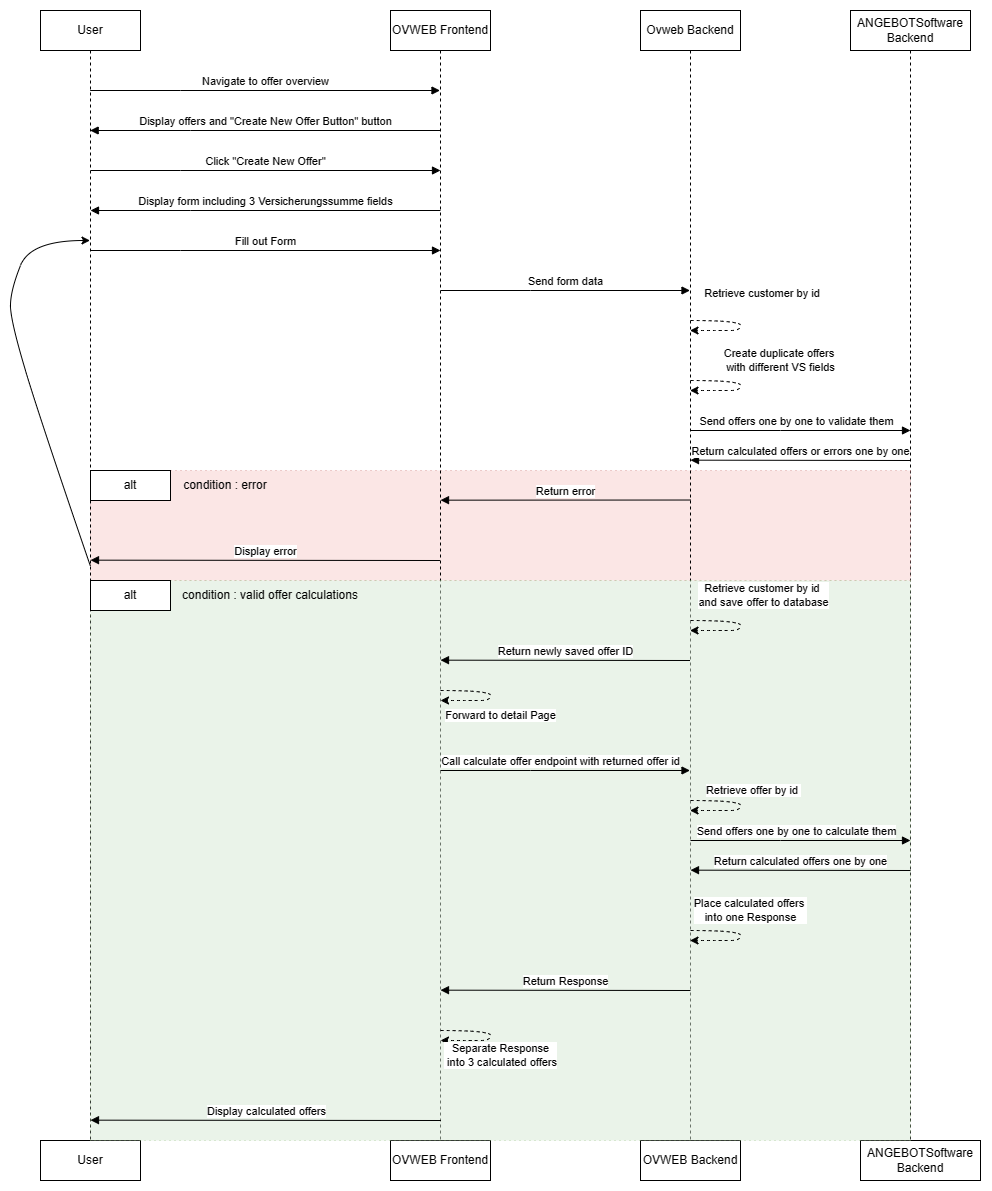 User
OVWEB Frontend
Ovweb Backend
ANGEBOTSoftware
Backend
Navigate to offer overview
Display offers and "Create New Offer Button" button
Click "Create New Offer"
Display form including 3 Versicherungssumme fields
Fill out Form
Send form data
Retrieve customer by id
Create duplicate offers
with different VS fields
Send offers one by one to validate them
Return calculated offers or errors one by one
alt
condition : error
Return error
Display error
alt
condition : valid offer calculations
Retrieve customer by id
and save offer to database
Return newly saved offer ID
Forward to detail Page
Call calculate offer endpoint with returned offer id
Retrieve offer by id
Send offers one by one to calculate them
Return calculated offers one by one
Place calculated offers
into one Response
Return Response
Separate Response
into 3 calculated offers
Display calculated offers
User
OVWEB Frontend
OVWEB Backend
ANGEBOTSoftware
Backend